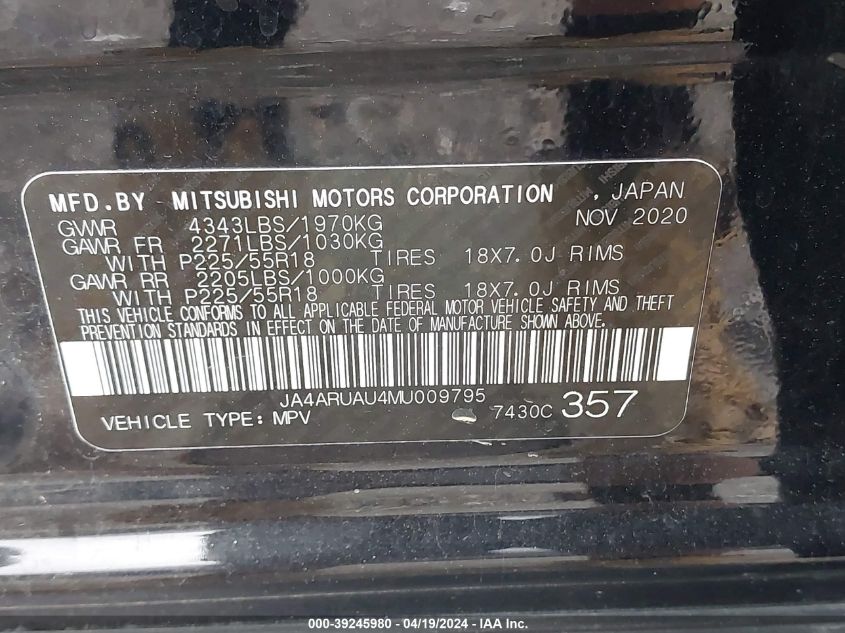 MFD.BY MITSUBISHI MOTORS CORPORATION , JAPAN
GVWR 4343LBS/1970KG NOV 2020
GAWR FR 2271LBS/1030KG
WITH P225/55R18 TIRES 18X7.0J RIMS
GAWR RR 2205LBS/1000KG
WITH P225/55R18 TIRES 18X7.0J RIMS
THIS VEHICLE CONFORMS TO ALL APPLICABLE FEDERAL MOTOR VEHICLE SAFETY AND THEFT
PREVENTION STANDARDS IN EFFECT ON THE DATE OF MANUFACTURE SHOWN ABOVE.
JA4ARUAU4MU009795
VEHICLE TYPE: MPV 7430C 357
000-39245980 - 04/19/2024 - IAA Inc.